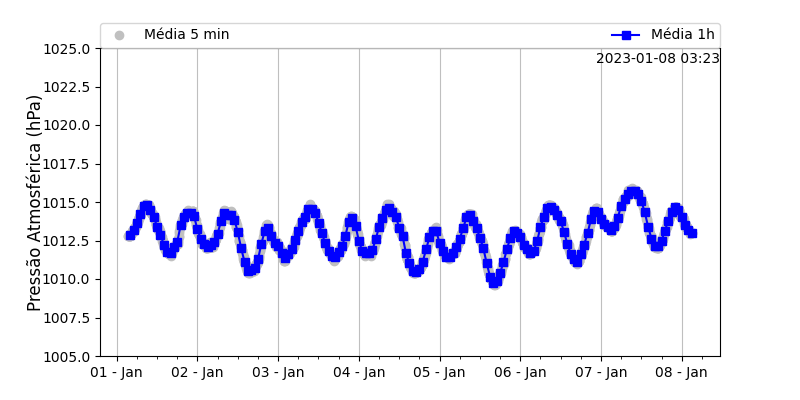 Média 5 min
Média 1h
2023-01-08 03:23
Pressão Atmosférica (hPa)
1025.0
1022.5
1020.0
1017.5
1015.0
1012.5
1010.0
1007.5
1005.0
01 - Jan
02 - Jan
03 - Jan
04 - Jan
05 - Jan
06 - Jan
07 - Jan
08 - Jan